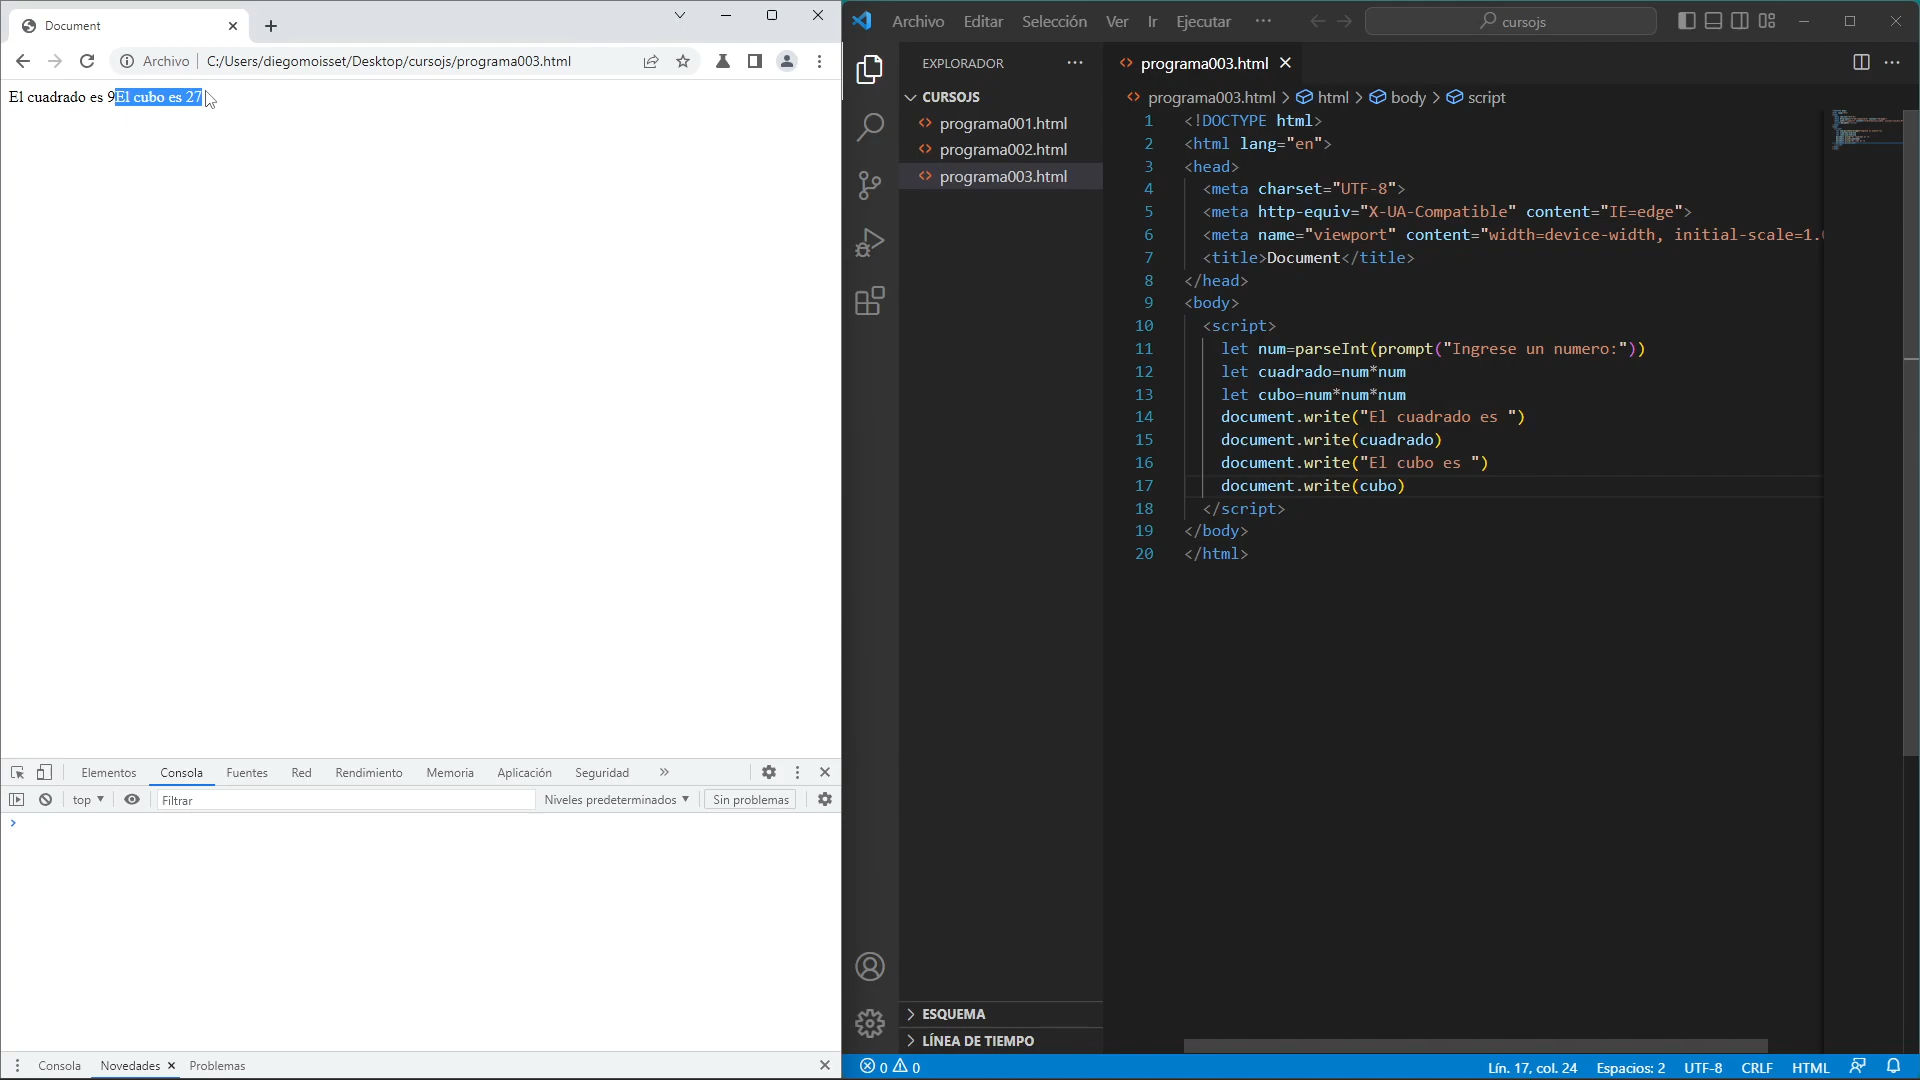 Document
Archivo C:/Users/diegomoisset/Desktop/cursojs/programa003.html
El cuadrado es 9El cubo es 27
Elementos Consola Fuentes Red Rendimiento Memoria Aplicación Seguridad »
top Filtrar Niveles predeterminados Sin problemas
Consola Novedades Problemas
Archivo Editar Selección Ver Ir Ejecutar ··· cursojs
EXPLORADOR ···
CURSOJS
programa001.html
programa002.html
programa003.html
ESQUEMA
LÍNEA DE TIEMPO
programa003.html
programa003.html > html > body > script
1 <!DOCTYPE html>
2 <html lang="en">
3 <head>
4 <meta charset="UTF-8">
5 <meta http-equiv="X-UA-Compatible" content="IE=edge">
6 <meta name="viewport" content="width=device-width, initial-scale=1.
7 <title>Document</title>
8 </head>
9 <body>
10 <script>
11 let num=parseInt(prompt("Ingrese un numero:"))
12 let cuadrado=num*num
13 let cubo=num*num*num
14 document.write("El cuadrado es ")
15 document.write(cuadrado)
16 document.write("El cubo es ")
17 document.write(cubo)
18 </script>
19 </body>
20 </html>
0 0 Lín. 17, col. 24 Espacios: 2 UTF-8 CRLF HTML